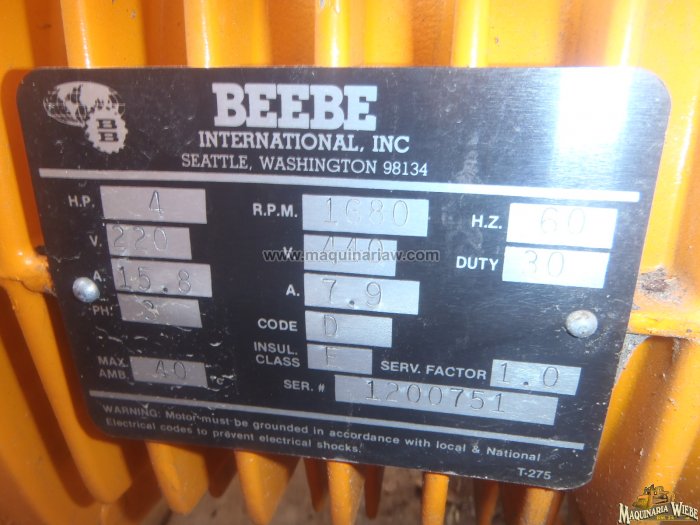 BEEBE
INTERNATIONAL, INC
SEATTLE, WASHINGTON 98134
BB
H.P. 4 R.P.M. 1680 H.Z. 60
V. 220 V. 440 DUTY 30
www.maquinariaw.com
A. 15.8 A. 7.9
PH. 3 CODE D
MAX. AMB. 40 °C INSUL. CLASS SERV. FACTOR 1.0
SER. # 1200751
WARNING: Motor must be grounded in accordance with local & National
Electrical codes to prevent electrical shocks.
T-275
MAQUINARIA WIEBE